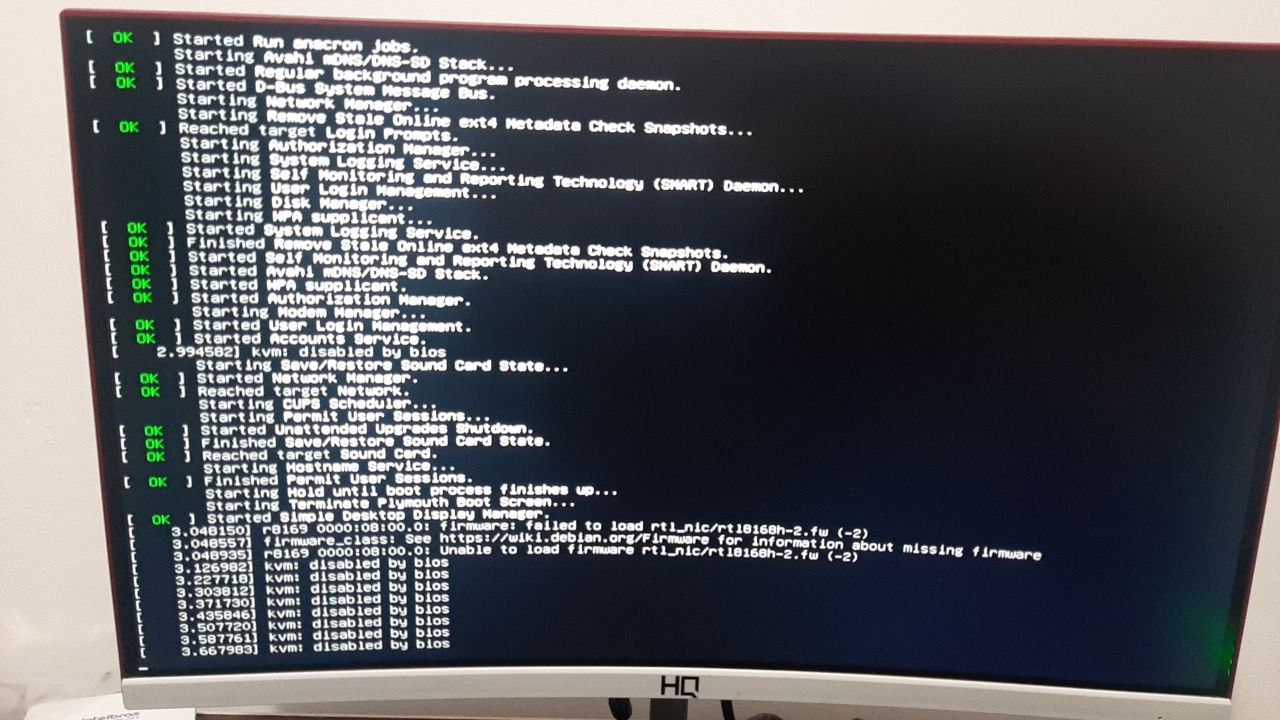 [  OK  ] Started Run anacron jobs.
Starting Avahi mDNS/DNS-SD Stack...
[  OK  ] Started Regular background program processing daemon.
[  OK  ] Started D-Bus System Message Bus.
Starting Network Manager...
Starting Remove Stale Online ext4 Metadata Check Snapshots...
[  OK  ] Reached target Login Prompts.
Starting Authorization Manager...
Starting System Logging Service...
Starting Self Monitoring and Reporting Technology (SMART) Daemon...
Starting User Login Management...
Starting Disk Manager...
Starting WPA supplicant...
[  OK  ] Started System Logging Service.
[  OK  ] Finished Remove Stale Online ext4 Metadata Check Snapshots.
[  OK  ] Started Self Monitoring and Reporting Technology (SMART) Daemon.
[  OK  ] Started Avahi mDNS/DNS-SD Stack.
[  OK  ] Started WPA supplicant.
[  OK  ] Started Authorization Manager.
Starting Modem Manager...
[  OK  ] Started User Login Management.
[  OK  ] Started Accounts Service.
[    2.994582] kvm: disabled by bios
Starting Save/Restore Sound Card State...
[  OK  ] Started Network Manager.
[  OK  ] Reached target Network.
Starting CUPS Scheduler...
Starting Permit User Sessions...
[  OK  ] Started Unattended Upgrades Shutdown.
[  OK  ] Finished Save/Restore Sound Card State.
[  OK  ] Reached target Sound Card.
Starting Hostname Service...
[  OK  ] Finished Permit User Sessions.
Starting Hold until boot process finishes up...
Starting Terminate Plymouth Boot Screen...
[  OK  ] Started Simple Desktop Display Manager.
[    3.048150] r8169 0000:08:00.0: firmware: failed to load rtl_nic/rtl8168h-2.fw (-2)
[    3.048557] firmware_class: See https://wiki.debian.org/Firmware for information about missing firmware
[    3.048935] r8169 0000:08:00.0: Unable to load firmware rtl_nic/rtl8168h-2.fw (-2)
[    3.126982] kvm: disabled by bios
[    3.227718] kvm: disabled by bios
[    3.303812] kvm: disabled by bios
[    3.371730] kvm: disabled by bios
[    3.435846] kvm: disabled by bios
[    3.507720] kvm: disabled by bios
[    3.587761] kvm: disabled by bios
[    3.667983] kvm: disabled by bios
HQ
intelbras